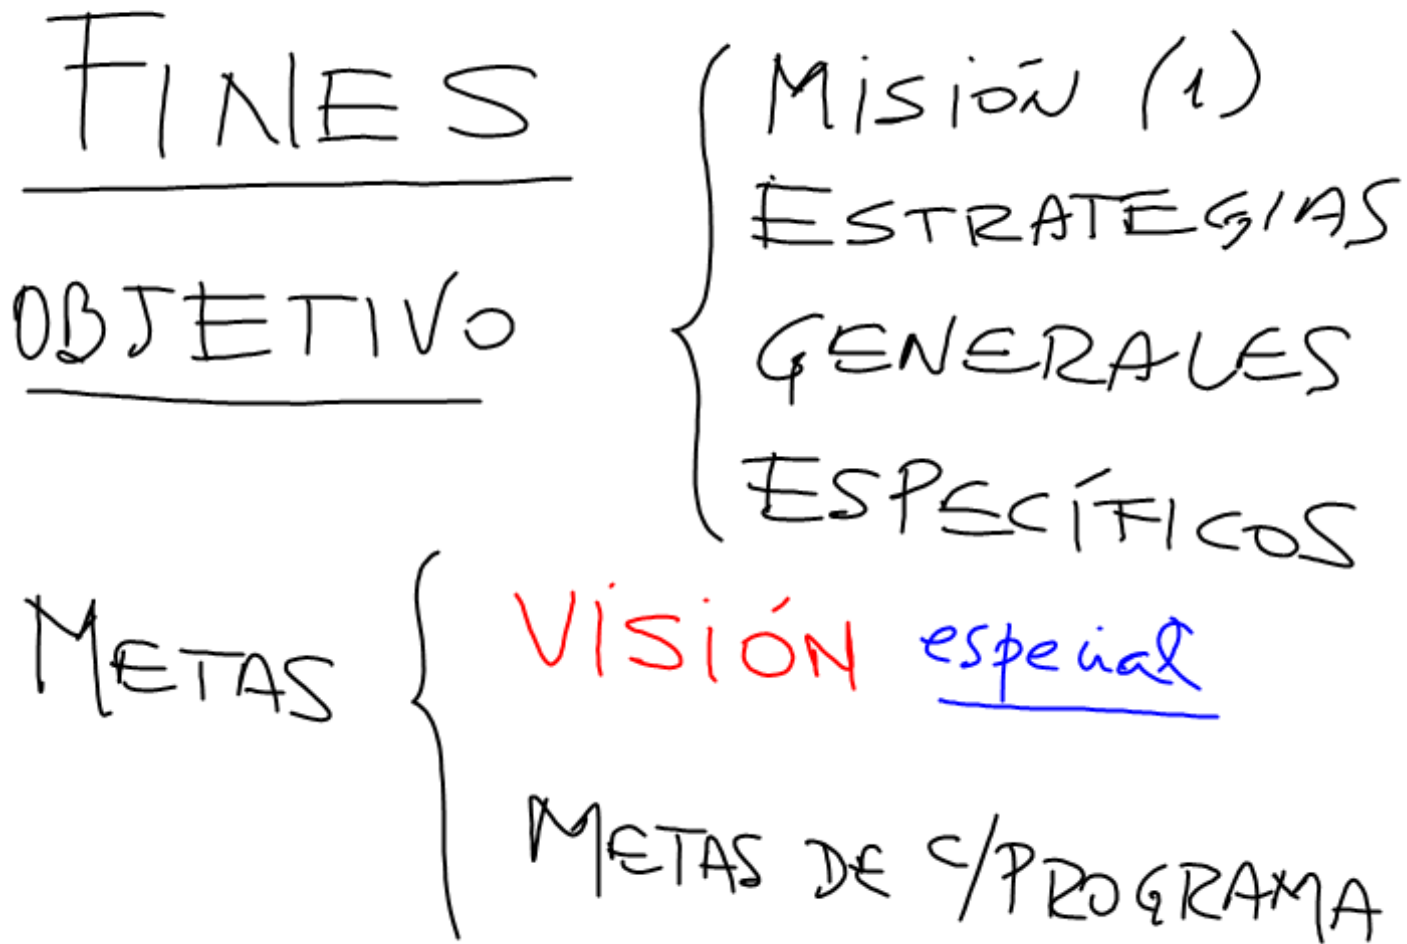 FINES
OBJETIVO
MISIÓN (1)
ESTRATEGIAS
GENERALES
ESPECÍFICOS
METAS
VISIÓN especial
METAS DE C/PROGRAMA